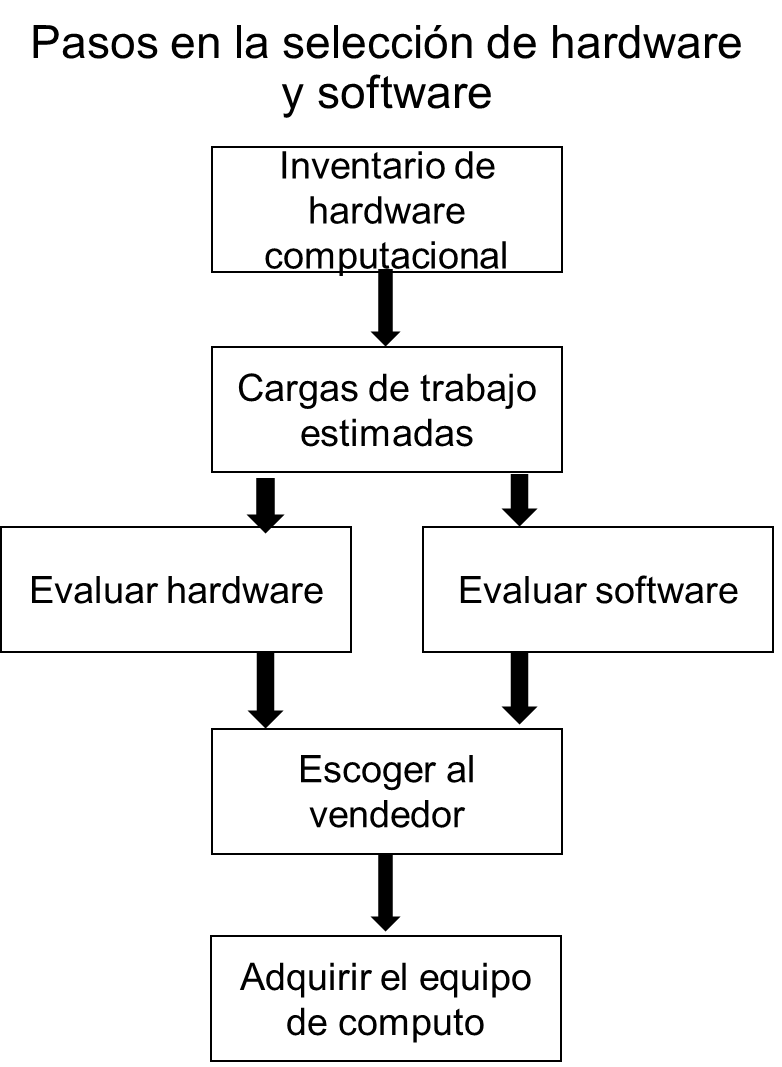 Pasos en la selección de hardware
y software
Inventario de
hardware
computacional
Cargas de trabajo
estimadas
Evaluar hardware
Evaluar software
Escoger al
vendedor
Adquirir el equipo
de computo